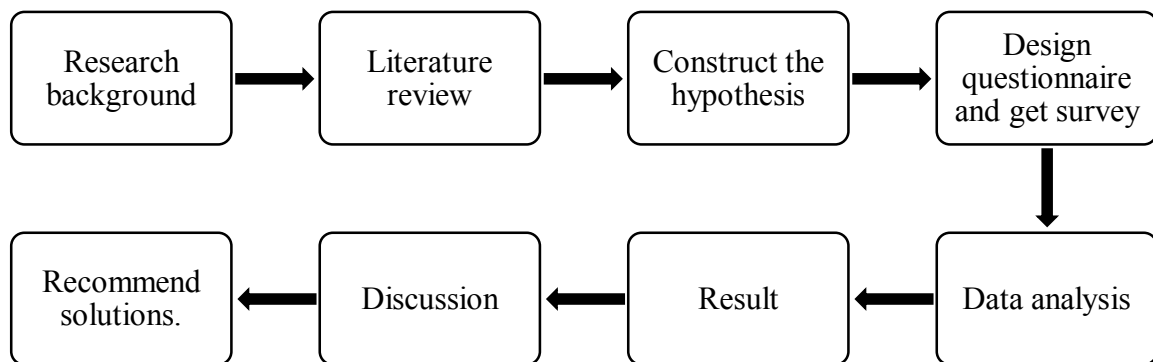 Research
background
Literature
review
Construct the
hypothesis
Design
questionnaire
and get survey
Data analysis
Result
Discussion
Recommend
solutions.